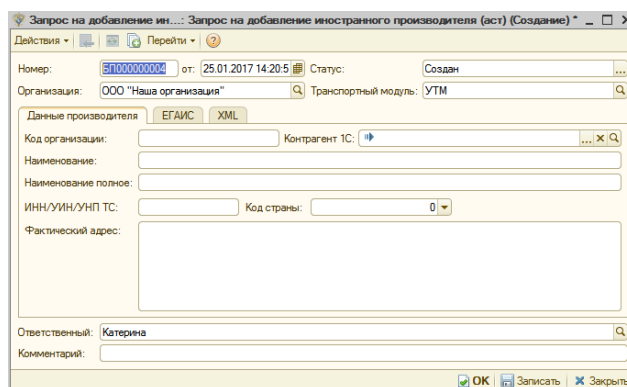 Запрос на добавление ин...: Запрос на добавление иностранного производителя (аст) (Создание) *
Действия Перейти
Номер: БП000000004 от: 25.01.2017 14:20:5 Статус: Создан ...
Организация: ООО "Наша организация" Транспортный модуль: УТМ
Данные производителя ЕГАИС XML
Код организации: Контрагент 1С: ...
Наименование:
Наименование полное:
ИНН/УИН/УНП ТС: Код страны: 0
Фактический адрес:
Ответственный: Катерина
Комментарий:
OK Записать Закрыть